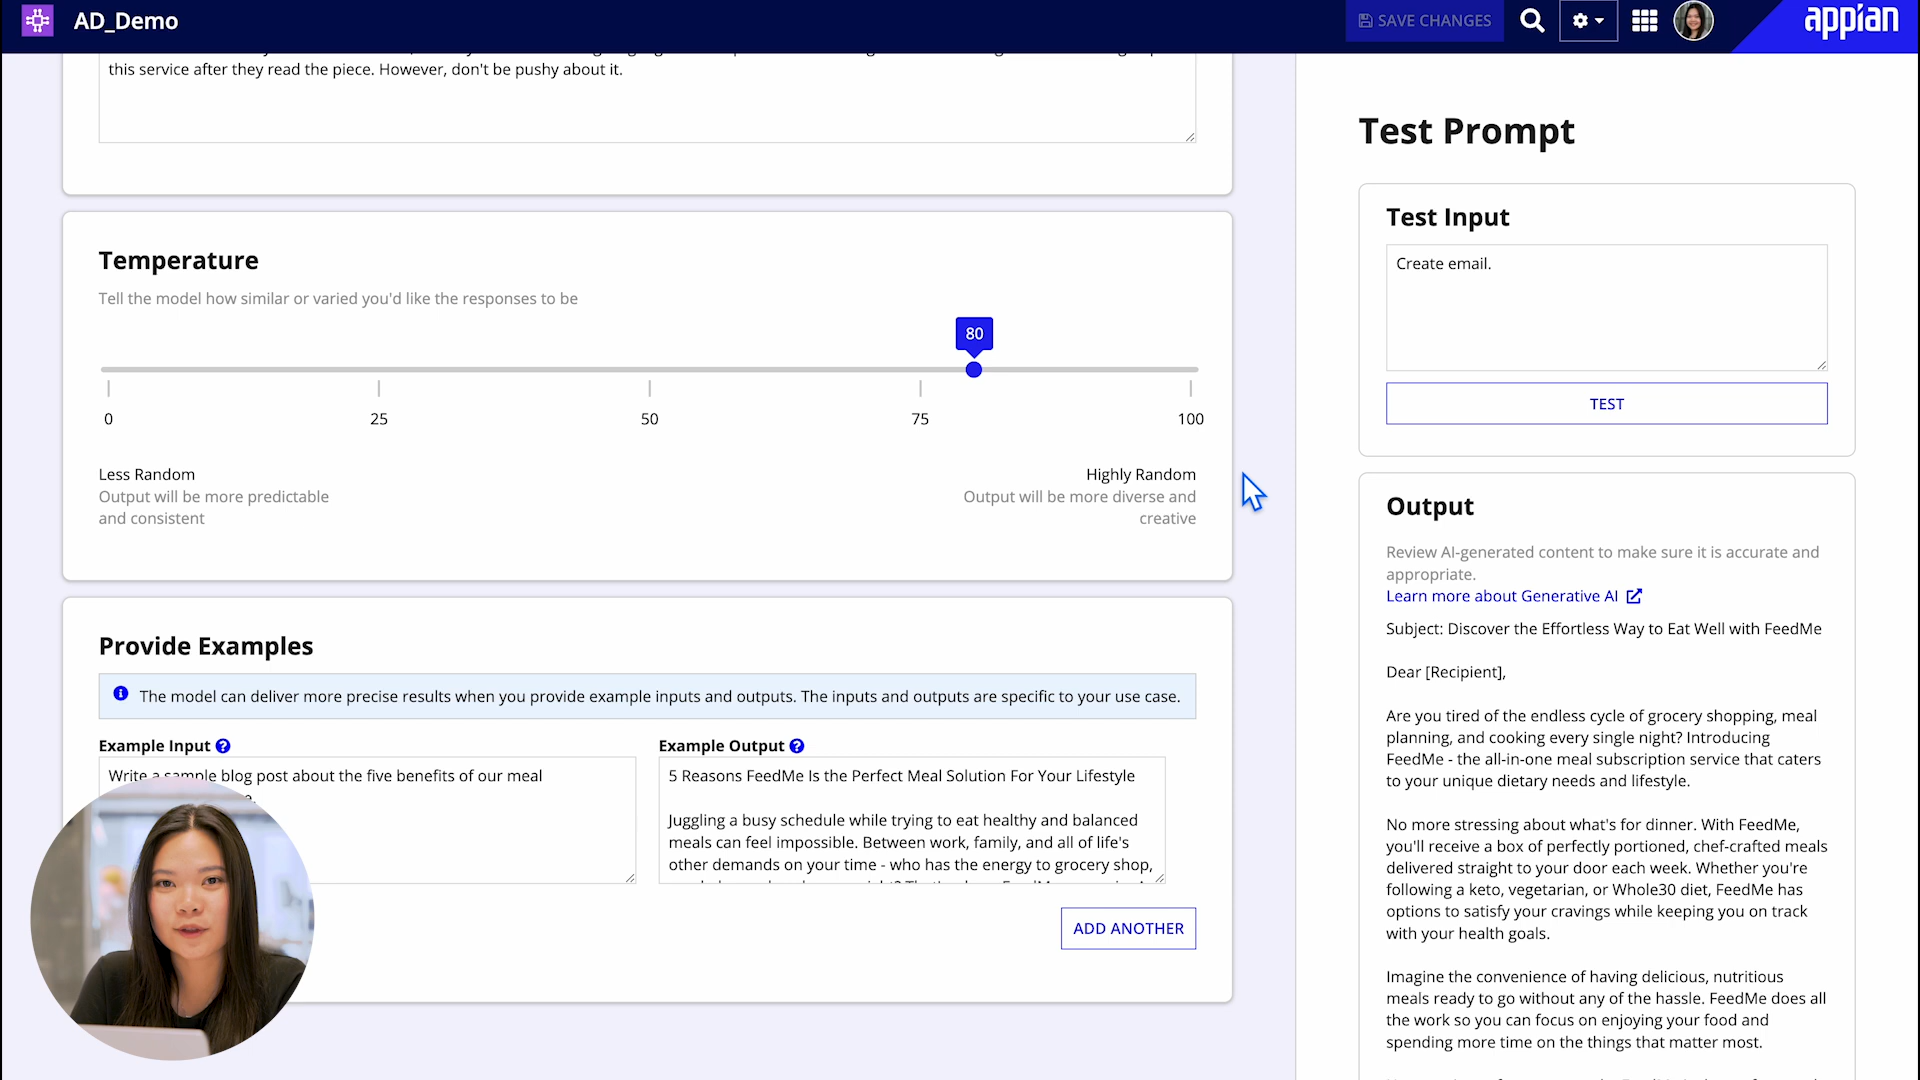 AD_Demo
SAVE CHANGES
appian
this service after they read the piece. However, don't be pushy about it.
Temperature
Tell the model how similar or varied you'd like the responses to be
80
0 25 50 75 100
Less Random
Output will be more predictable
and consistent
Highly Random
Output will be more diverse and
creative
Provide Examples
The model can deliver more precise results when you provide example inputs and outputs. The inputs and outputs are specific to your use case.
Example Input
Write a sample blog post about the five benefits of our meal
Example Output
5 Reasons FeedMe Is the Perfect Meal Solution For Your Lifestyle
Juggling a busy schedule while trying to eat healthy and balanced
meals can feel impossible. Between work, family, and all of life's
other demands on your time - who has the energy to grocery shop,
ADD ANOTHER
Test Prompt
Test Input
Create email.
TEST
Output
Review AI-generated content to make sure it is accurate and
appropriate.
Learn more about Generative AI
Subject: Discover the Effortless Way to Eat Well with FeedMe
Dear [Recipient],
Are you tired of the endless cycle of grocery shopping, meal
planning, and cooking every single night? Introducing
FeedMe - the all-in-one meal subscription service that caters
to your unique dietary needs and lifestyle.
No more stressing about what's for dinner. With FeedMe,
you'll receive a box of perfectly portioned, chef-crafted meals
delivered straight to your door each week. Whether you're
following a keto, vegetarian, or Whole30 diet, FeedMe has
options to satisfy your cravings while keeping you on track
with your health goals.
Imagine the convenience of having delicious, nutritious
meals ready to go without any of the hassle. FeedMe does all
the work so you can focus on enjoying your food and
spending more time on the things that matter most.